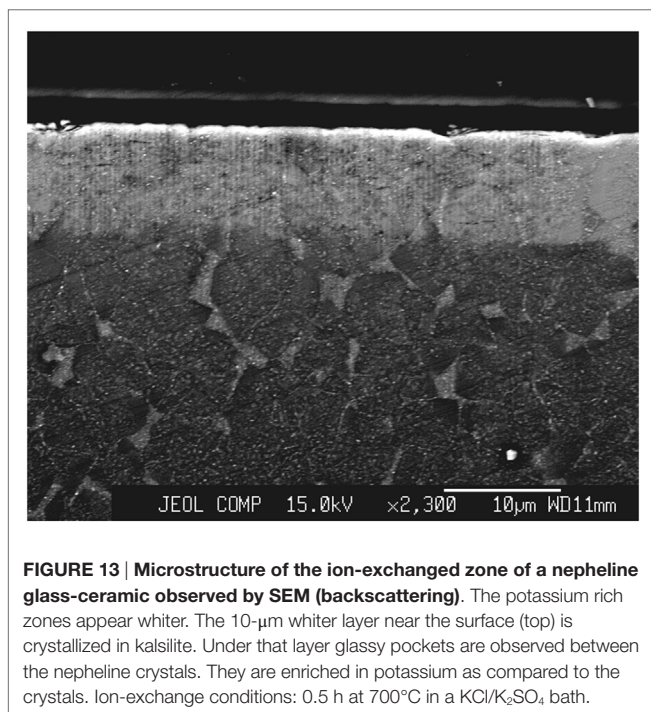 JEOL COMP 15.0kV ×2,300 10μm WD11mm
FIGURE 13 | Microstructure of the ion-exchanged zone of a nepheline
glass-ceramic observed by SEM (backscattering). The potassium rich
zones appear whiter. The 10-μm whiter layer near the surface (top) is
crystallized in kalsilite. Under that layer glassy pockets are observed between
the nepheline crystals. They are enriched in potassium as compared to the
crystals. Ion-exchange conditions: 0.5 h at 700°C in a KCl/K₂SO₄ bath.